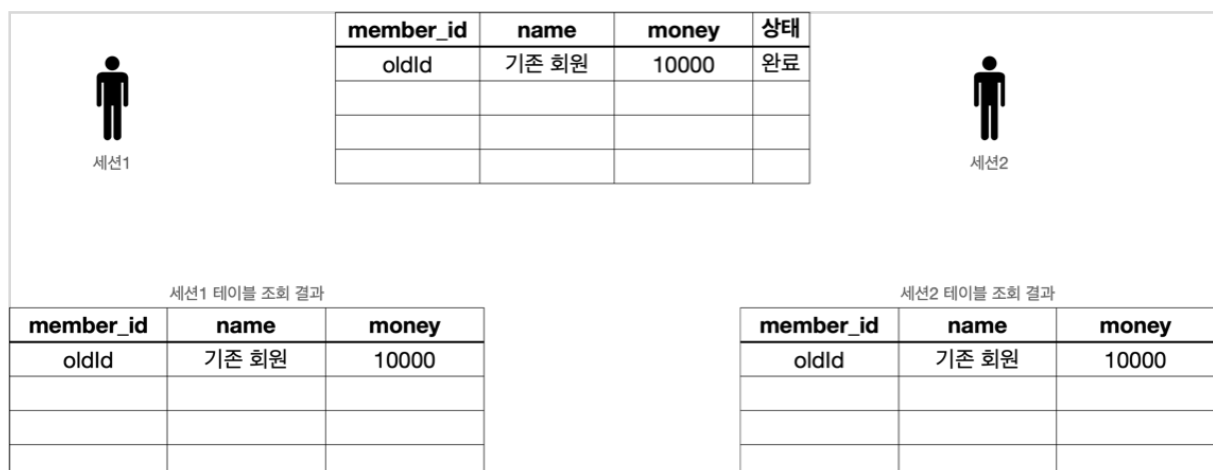 member_id name money 상태
oldId 기존 회원 10000 완료
세션1
세션2
세션1 테이블 조회 결과
member_id name money
oldId 기존 회원 10000
세션2 테이블 조회 결과
member_id name money
oldId 기존 회원 10000